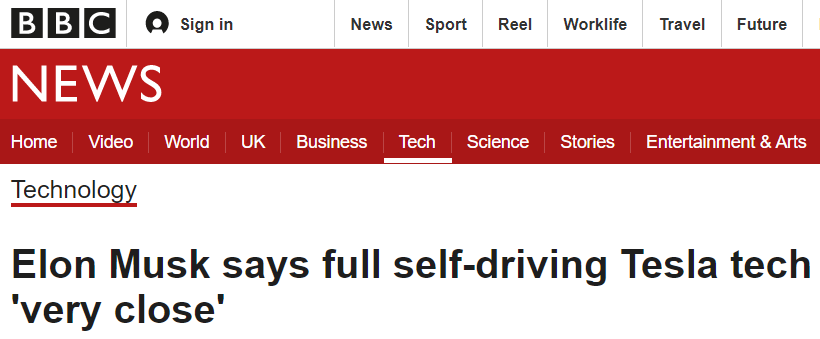 BBC Sign in News Sport Reel Worklife Travel Future
NEWS
Home Video World UK Business Tech Science Stories Entertainment & Arts
Technology
Elon Musk says full self-driving Tesla tech
'very close'